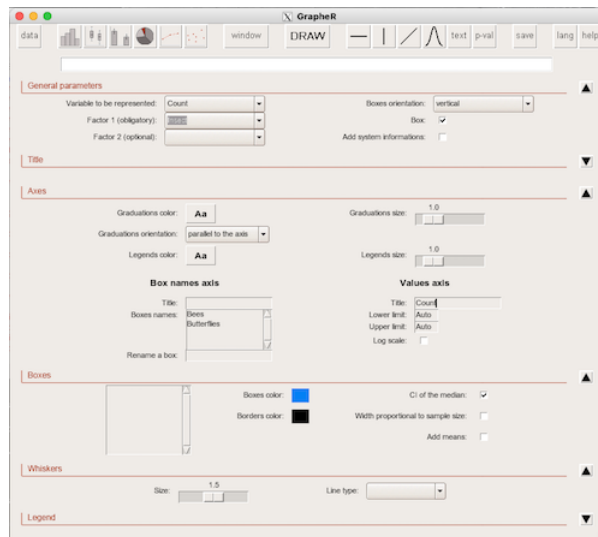 GrapheR
data window DRAW text p-val save lang help
General parameters
Variable to be represented: Count
Boxes orientation: vertical
Factor 1 (obligatory):
Box:
Factor 2 (optional):
Add system informations:
Title
Axes
Graduations color: Aa
Graduations size: 1.0
Graduations orientation: parallel to the axis
Legends color: Aa
Legends size: 1.0
Box names axis
Title:
Boxes names: Bees
Butterflies
Rename a box:
Values axis
Title: Count
Lower limit: Auto
Upper limit: Auto
Log scale:
Boxes
Boxes color:
CI of the median:
Borders color:
Width proportional to sample size:
Add means:
Whiskers
Size: 1.5
Line type:
Legend